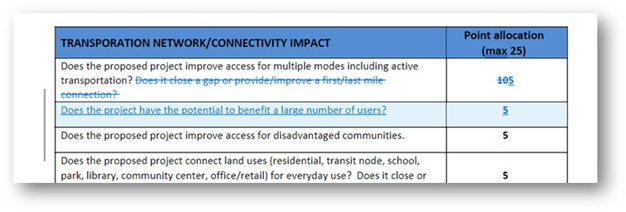 TRANSPORATION NETWORK/CONNECTIVITY IMPACT
Point allocation
(max 25)
Does the proposed project improve access for multiple modes including active
transportation? Does it close a gap or provide/improve a first/last mile
connection?
105
Does the project have the potential to benefit a large number of users?
5
Does the proposed project improve access for disadvantaged communities.
5
Does the proposed project connect land uses (residential, transit node, school,
park, library, community center, office/retail) for everyday use? Does it close or
5